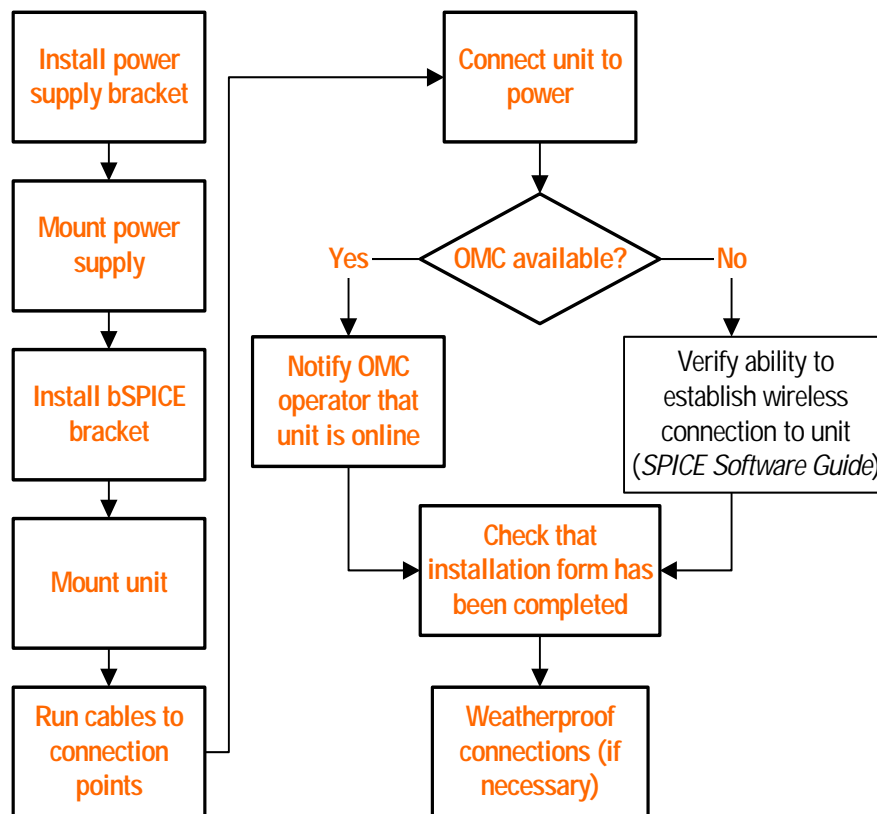 Install power
supply bracket
Mount power
supply
Install bSPICE
bracket
Mount unit
Run cables to
connection
points
Connect unit to
power
OMC available?
Yes
No
Notify OMC
operator that
unit is online
Verify ability to
establish wireless
connection to unit
(SPICE Software Guide)
Check that
installation form has
been completed
Weatherproof
connections (if
necessary)